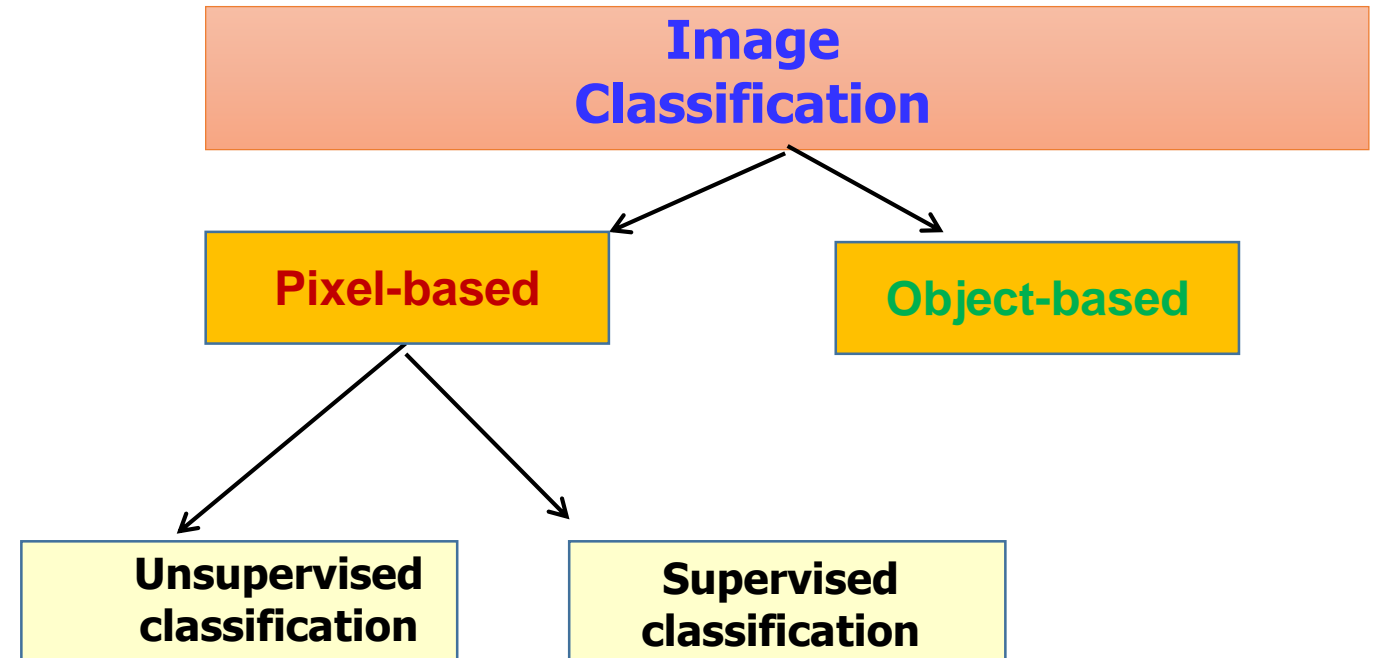 Image
Classification
Pixel-based
Object-based
Unsupervised
classification
Supervised
classification